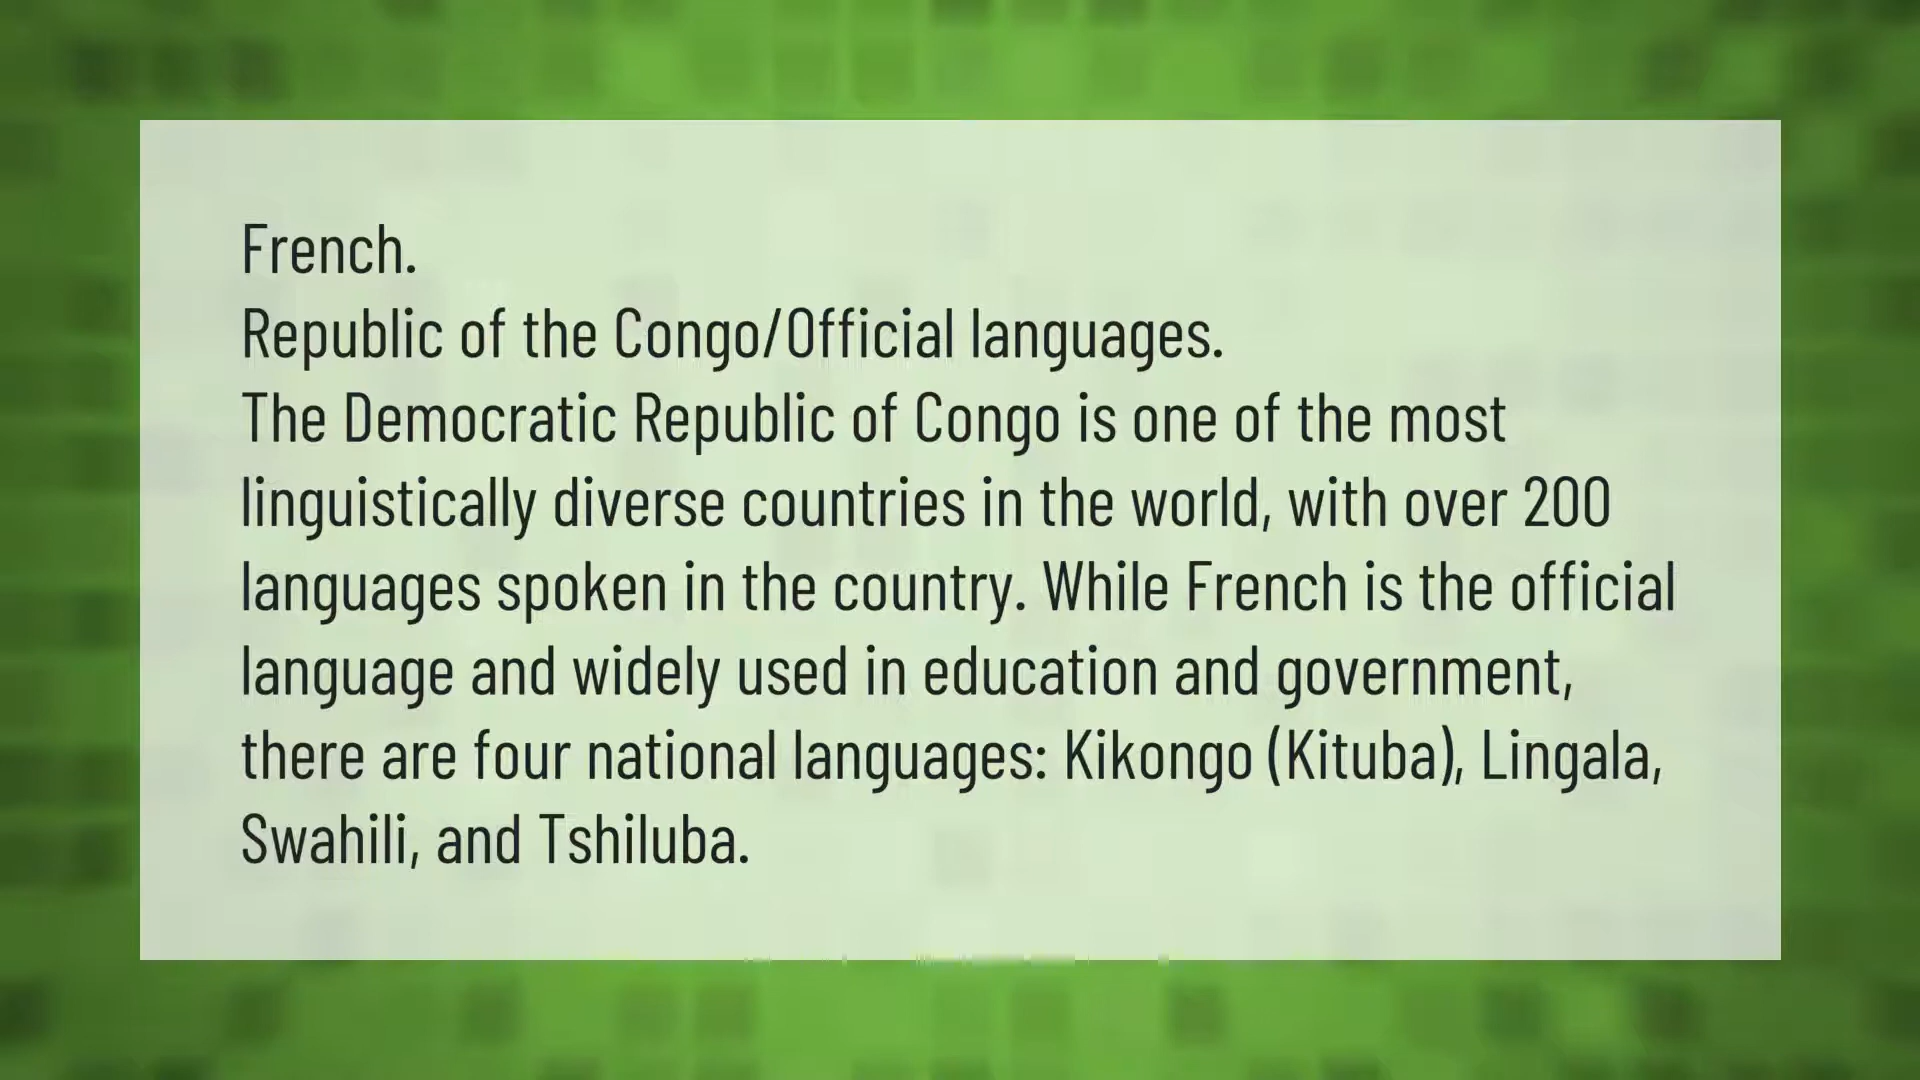 French.
Republic of the Congo/Official languages.
The Democratic Republic of Congo is one of the most
linguistically diverse countries in the world, with over 200
languages spoken in the country. While French is the official
language and widely used in education and government,
there are four national languages: Kikongo (Kituba), Lingala,
Swahili, and Tshiluba.